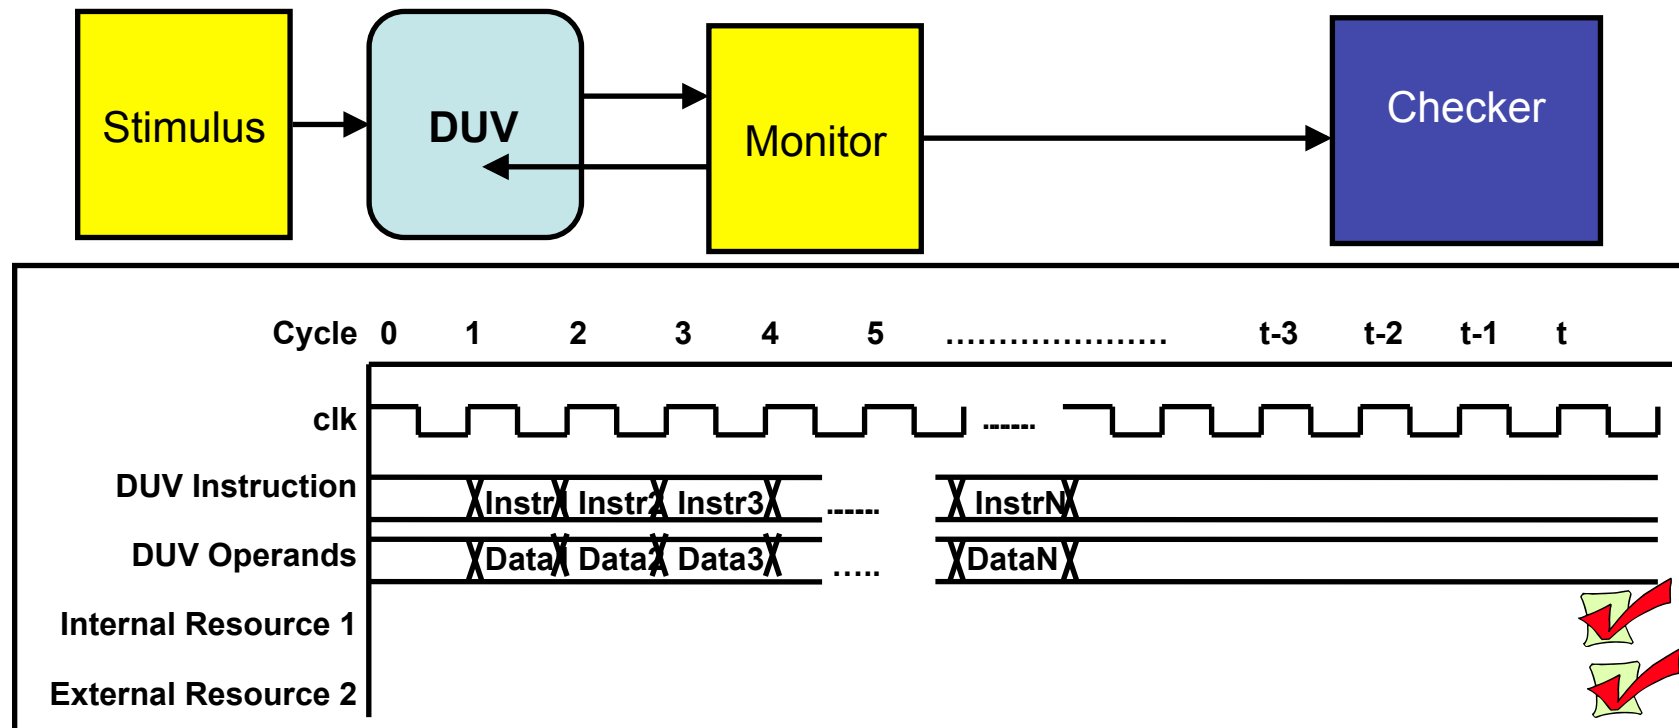 Stimulus
DUV
Monitor
Checker
Cycle 0 1 2 3 4 5 ..................... t-3 t-2 t-1 t
clk .......
DUV Instruction Instr1 Instr2 Instr3 ....... InstrN
DUV Operands Data1 Data2 Data3 ..... DataN
Internal Resource 1
External Resource 2